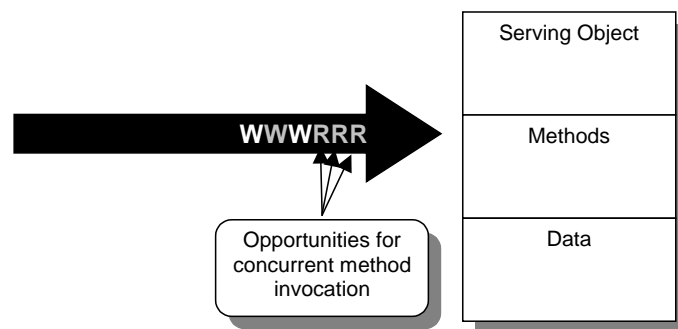 Serving Object
WWWRRR
Methods
Opportunities for
concurrent method
invocation
Data